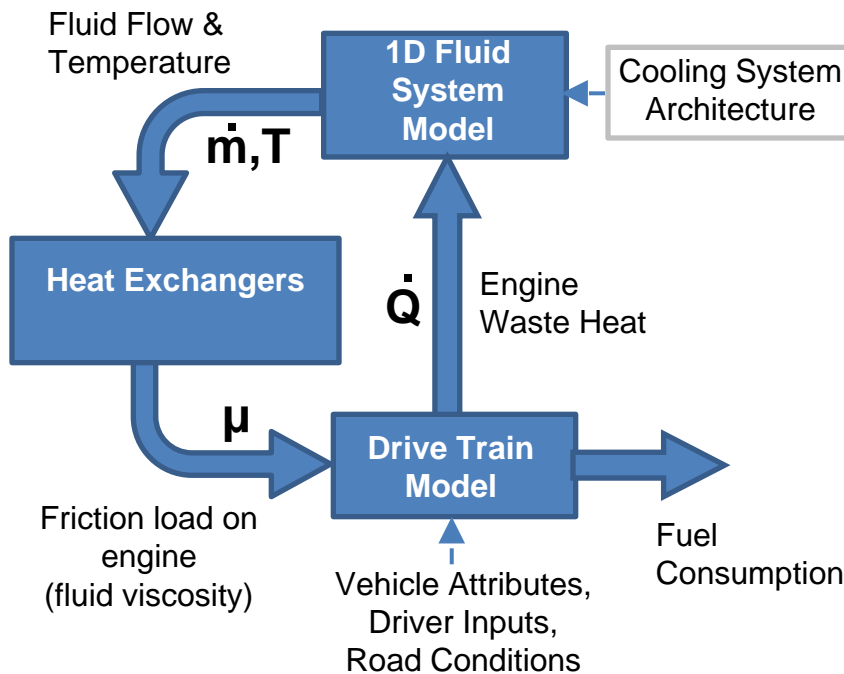 Fluid Flow &
Temperature
1D Fluid
System
Model
Cooling System
Architecture
ṁ,T
Heat Exchangers
Q̇
Engine
Waste Heat
µ
Drive Train
Model
Friction load on
engine
(fluid viscosity)
Fuel
Consumption
Vehicle Attributes,
Driver Inputs,
Road Conditions